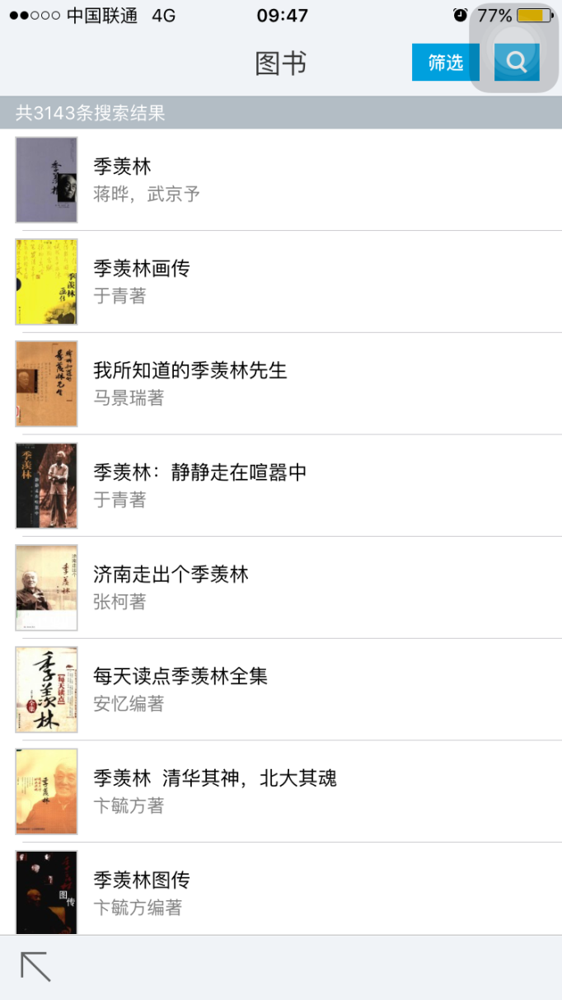 中国联通 4G 09:47 77%
图书
筛选
共3143条搜索结果
季羡林
蒋晔，武京予
季羡林画传
于青著
我所知道的季羡林先生
马景瑞著
季羡林：静静走在喧嚣中
于青著
济南走出个季羡林
张柯著
每天读点季羡林全集
安忆编著
季羡林 清华其神，北大其魂
卞毓方著
季羡林图传
卞毓方编著